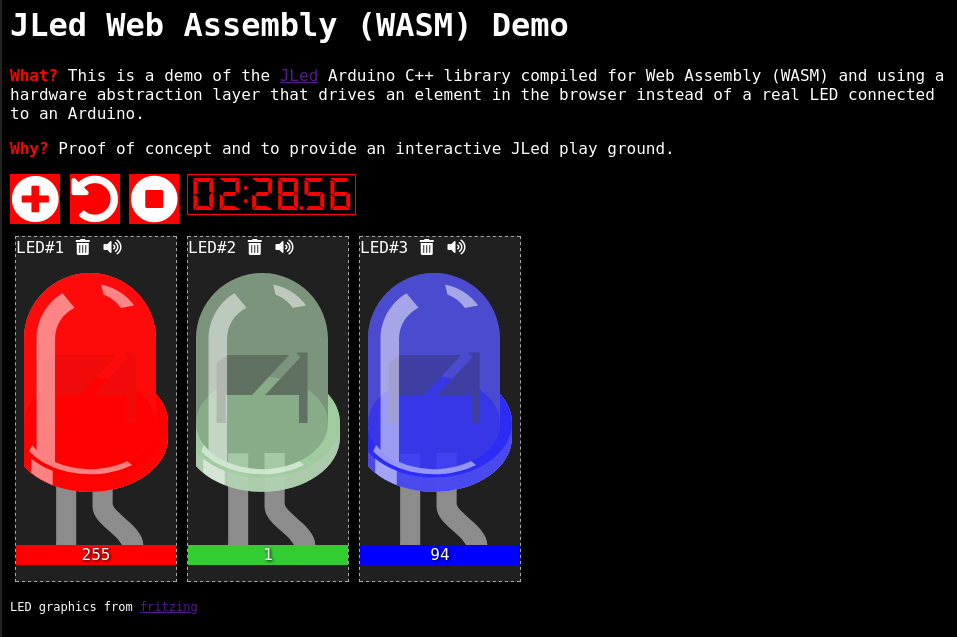 JLed Web Assembly (WASM) Demo
What? This is a demo of the JLed Arduino C++ library compiled for Web Assembly (WASM) and using a
hardware abstraction layer that drives an element in the browser instead of a real LED connected
to an Arduino.
Why? Proof of concept and to provide an interactive JLed play ground.
02:28.56
LED#1 LED#2 LED#3
255 1 94
LED graphics from fritzing